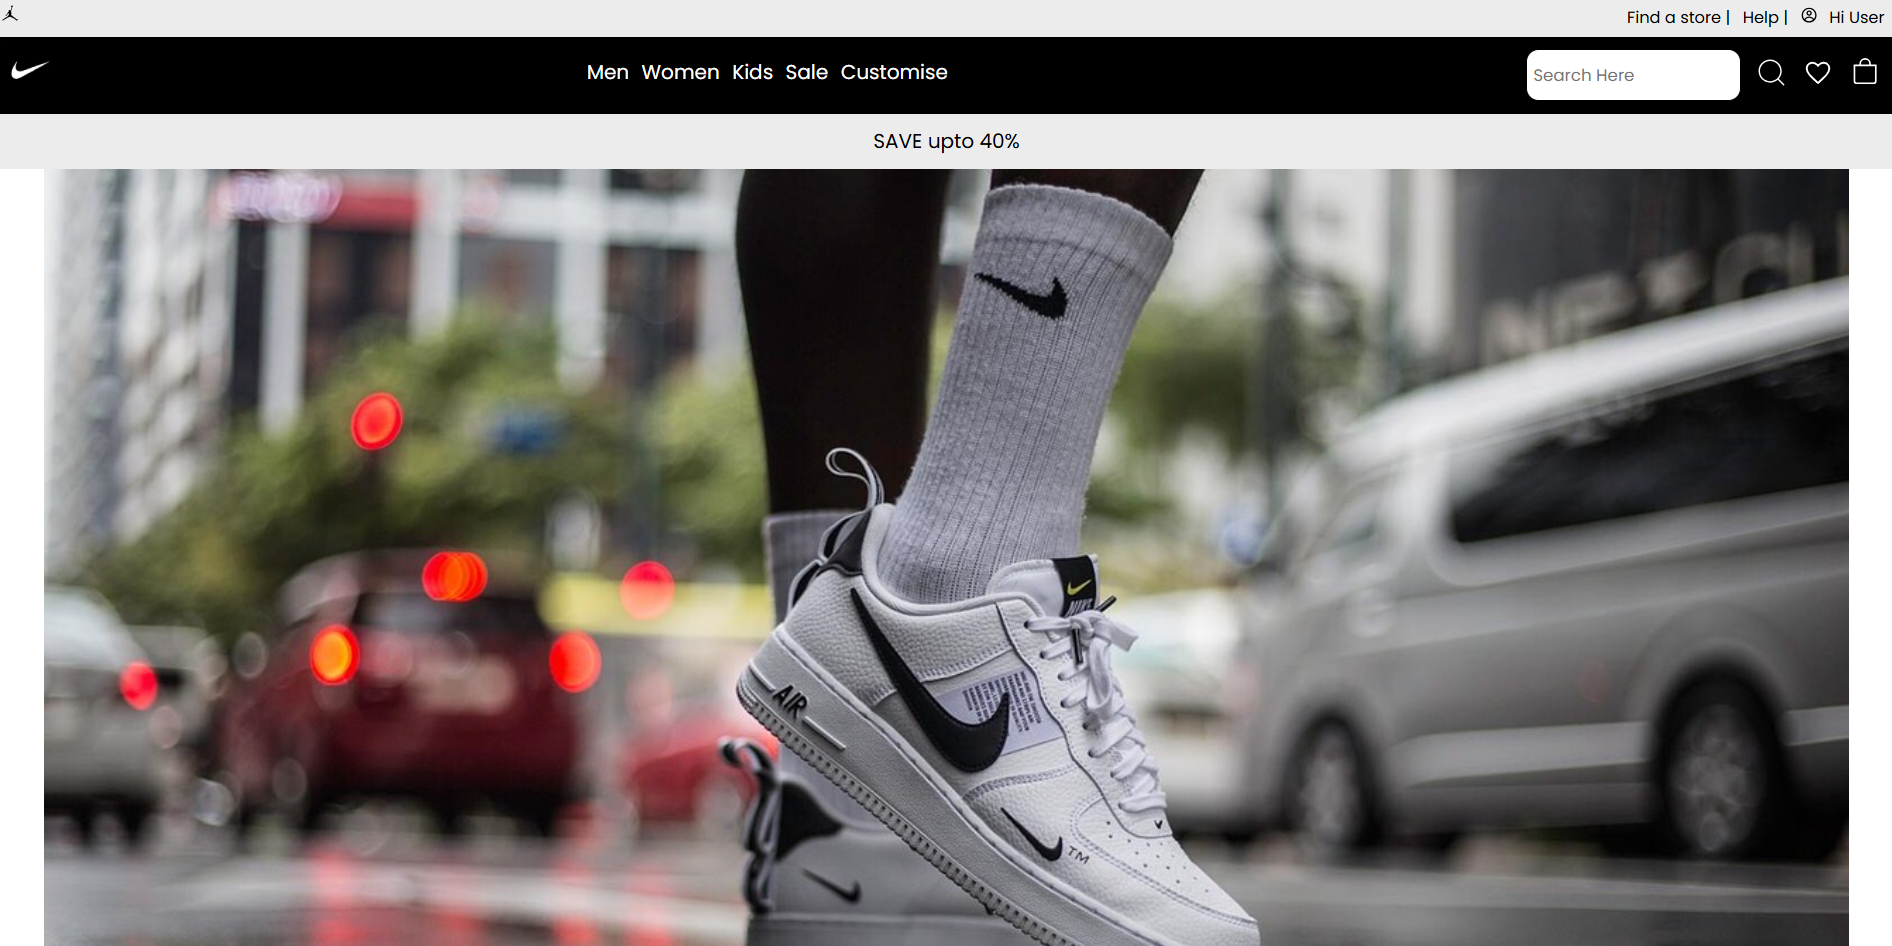 Find a store | Help | Hi User
Men Women Kids Sale Customise
Search Here
SAVE upto 40%
NIKE
AIR
TM